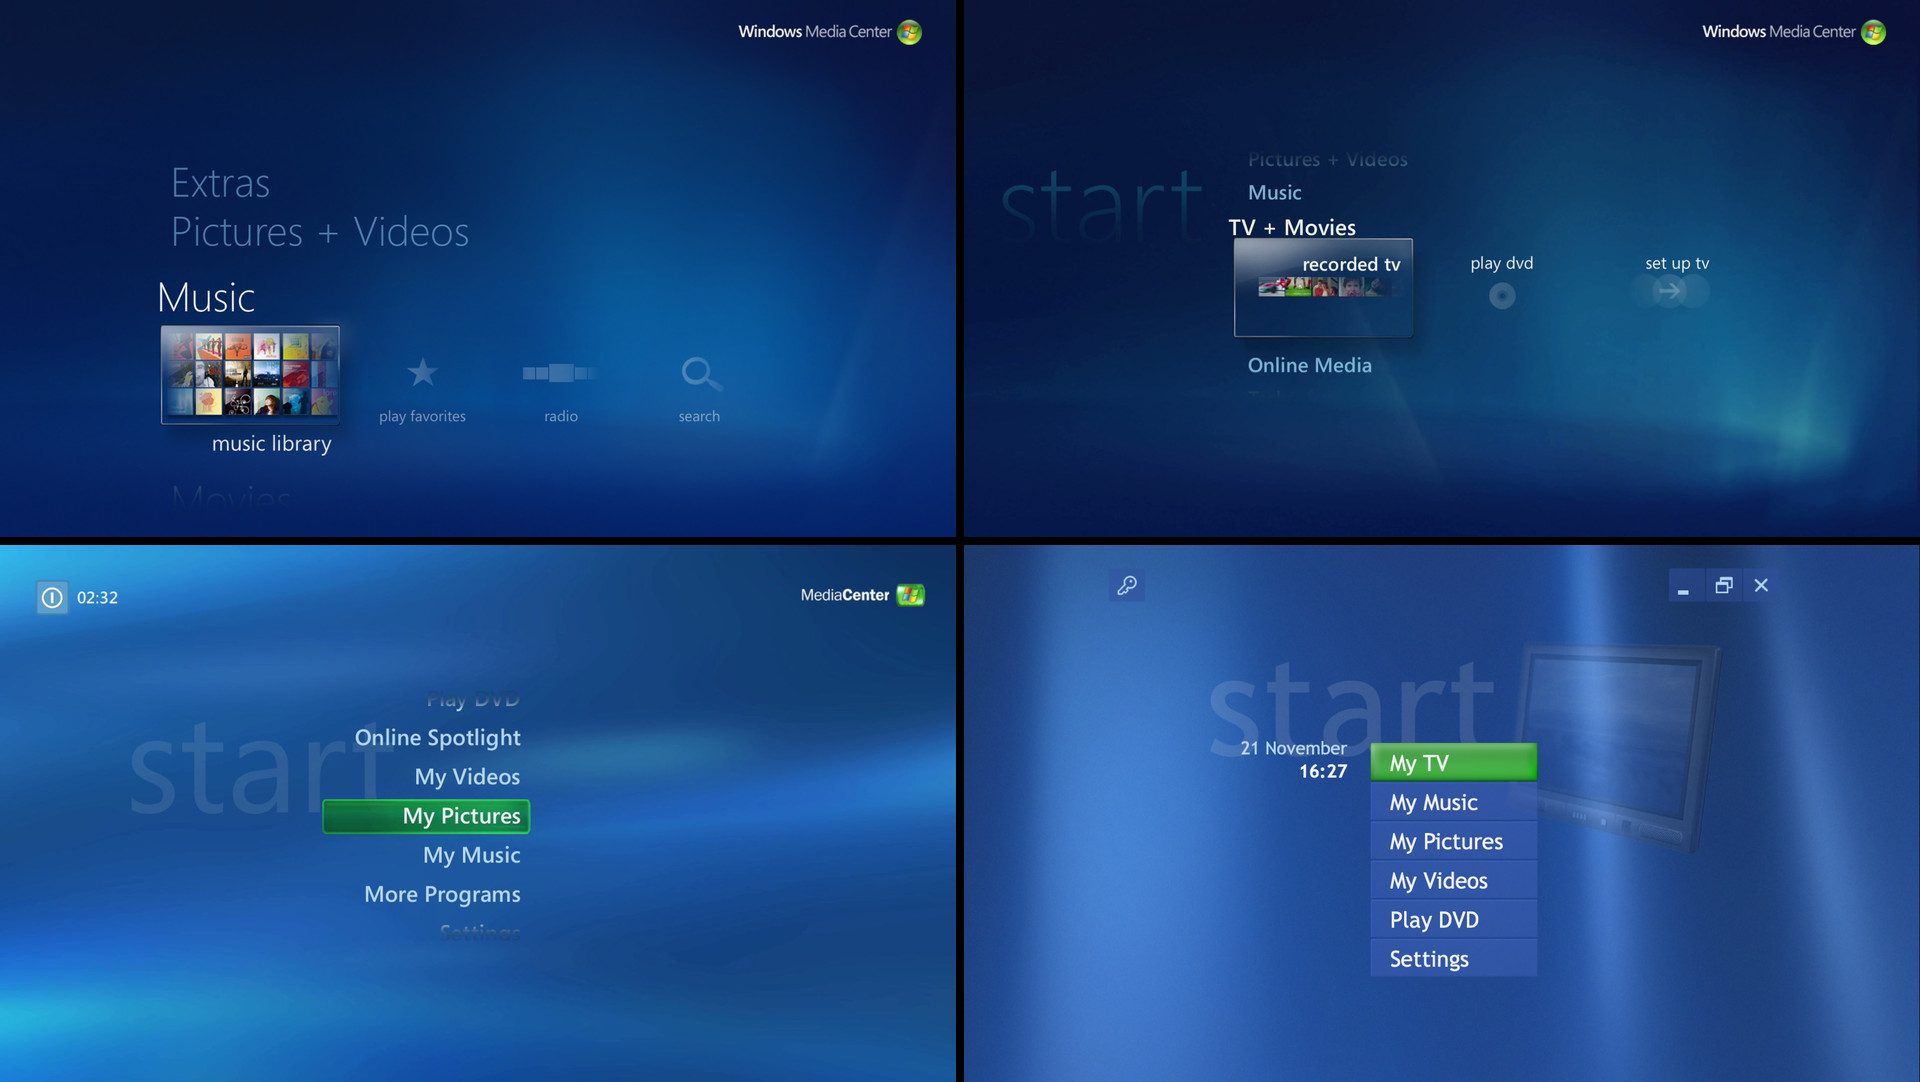 Windows Media Center
Extras
Pictures + Videos
Music
play favorites
radio
search
music library
Movies
Windows Media Center
start
Pictures + Videos
Music
TV + Movies
recorded tv
play dvd
set up tv
Online Media
02:32
MediaCenter
start
Play DVD
Online Spotlight
My Videos
My Pictures
My Music
More Programs
Settings
start
21 November
16:27
My TV
My Music
My Pictures
My Videos
Play DVD
Settings